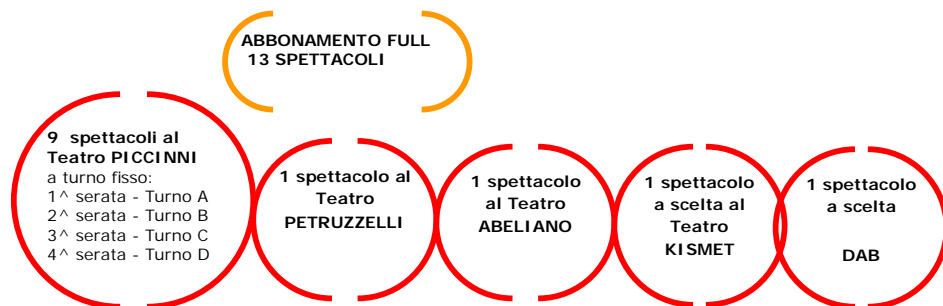 ABBONAMENTO FULL
13 SPETTACOLI
9 spettacoli al
Teatro PICCINNI
a turno fisso:
1^ serata - Turno A
2^ serata - Turno B
3^ serata - Turno C
4^ serata - Turno D
1 spettacolo al
Teatro
PETRUZZELLI
1 spettacolo
al Teatro
ABELIANO
1 spettacolo
a scelta al
Teatro
KISMET
1 spettacolo
a scelta
DAB